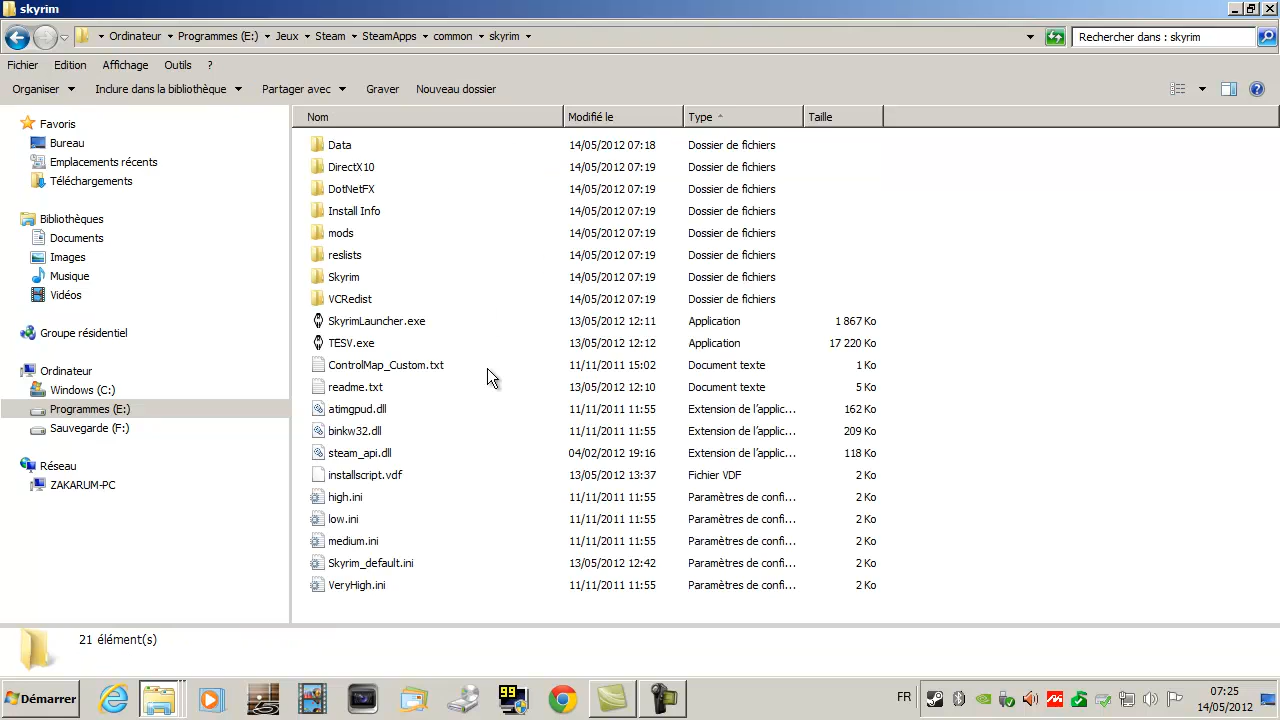 skyrim
Ordinateur Programmes (E:) Jeux Steam SteamApps common skyrim
Rechercher dans : skyrim
Fichier Edition Affichage Outils ?
Organiser Inclure dans la bibliothèque Partager avec Graver Nouveau dossier
Favoris
Bureau
Emplacements récents
Téléchargements
Bibliothèques
Documents
Images
Musique
Vidéos
Groupe résidentiel
Ordinateur
Windows (C:)
Programmes (E:)
Sauvegarde (F:)
Réseau
ZAKARUM-PC
Nom Modifié le Type Taille
Data 14/05/2012 07:18 Dossier de fichiers
DirectX10 14/05/2012 07:19 Dossier de fichiers
DotNetFX 14/05/2012 07:19 Dossier de fichiers
Install Info 14/05/2012 07:19 Dossier de fichiers
mods 14/05/2012 07:19 Dossier de fichiers
reslists 14/05/2012 07:19 Dossier de fichiers
Skyrim 14/05/2012 07:19 Dossier de fichiers
VCRedist 14/05/2012 07:19 Dossier de fichiers
SkyrimLauncher.exe 13/05/2012 12:11 Application 1 867 Ko
TESV.exe 13/05/2012 12:12 Application 17 220 Ko
ControlMap_Custom.txt 11/11/2011 15:02 Document texte 1 Ko
readme.txt 13/05/2012 12:10 Document texte 5 Ko
atimgpud.dll 11/11/2011 11:55 Extension de l'applic... 162 Ko
binkw32.dll 11/11/2011 11:55 Extension de l'applic... 209 Ko
steam_api.dll 04/02/2012 19:16 Extension de l'applic... 118 Ko
installscript.vdf 13/05/2012 13:37 Fichier VDF 2 Ko
high.ini 11/11/2011 11:55 Paramètres de confi... 2 Ko
low.ini 11/11/2011 11:55 Paramètres de confi... 2 Ko
medium.ini 11/11/2011 11:55 Paramètres de confi... 2 Ko
Skyrim_default.ini 13/05/2012 12:42 Paramètres de confi... 2 Ko
VeryHigh.ini 11/11/2011 11:55 Paramètres de confi... 2 Ko
21 élément(s)
Démarrer
99
FR
07:25
14/05/2012